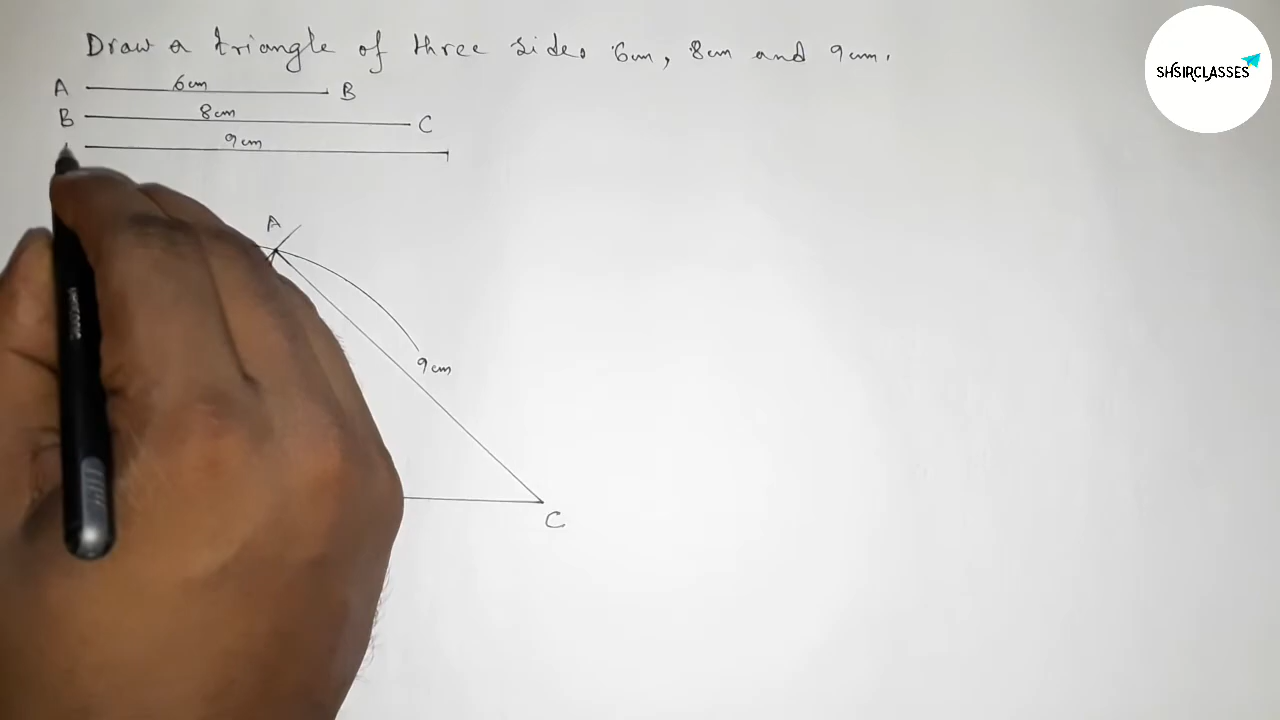 Draw a triangle of three sides 6cm, 8cm and 9cm.
SHSIRCLASSES
A 6cm B
B 8cm C
9cm
A
9cm
C